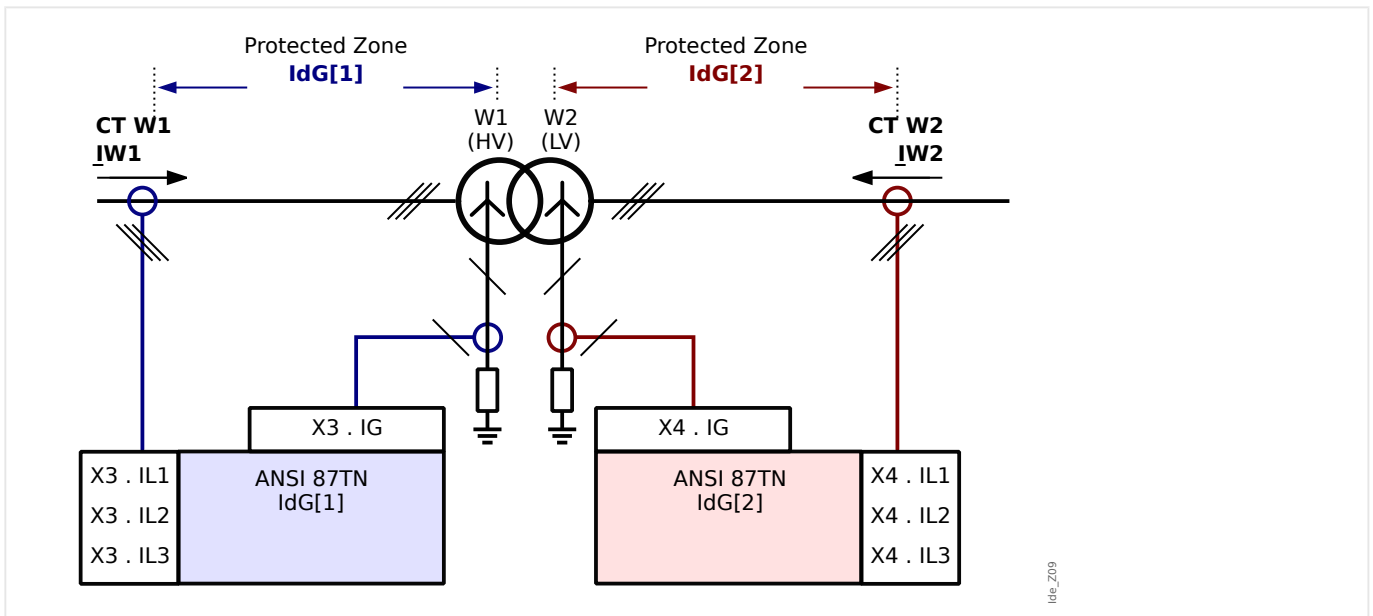 Protected Zone
IdG[1]
Protected Zone
IdG[2]
CT W1
IW1
W1
(HV)
W2
(LV)
CT W2
IW2
X3 . IG
X4 . IG
X3 . IL1
X3 . IL2
X3 . IL3
ANSI 87TN
IdG[1]
ANSI 87TN
IdG[2]
X4 . IL1
X4 . IL2
X4 . IL3
Ide_Z09